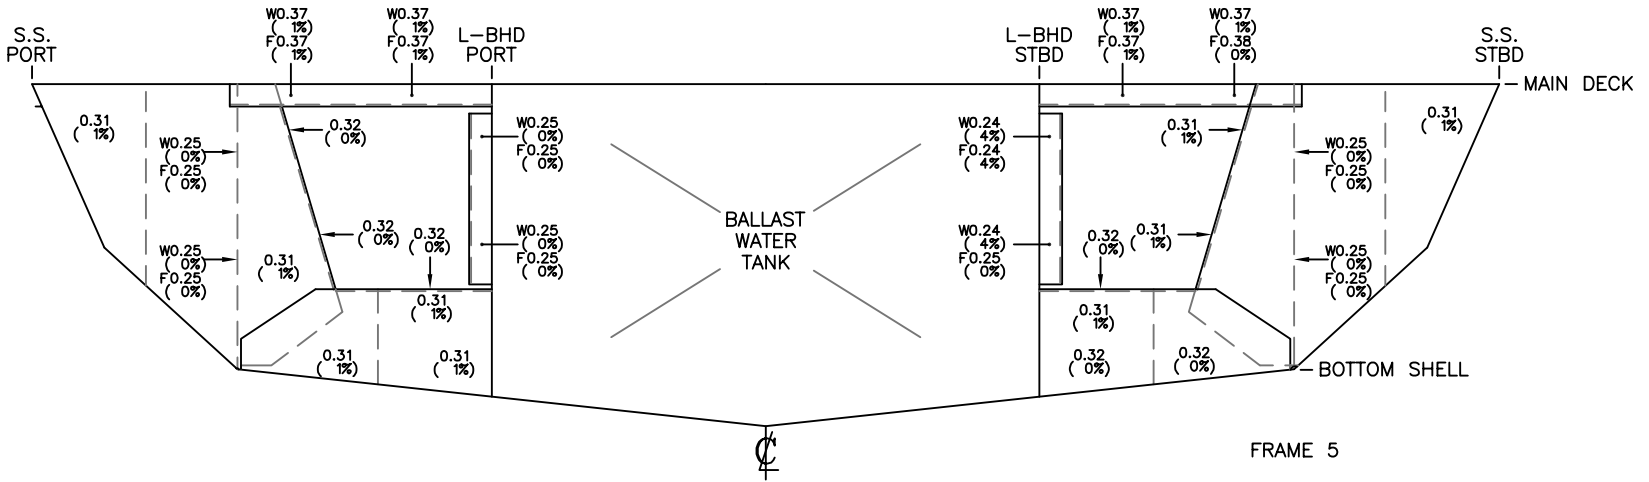 S.S.
PORT
W0.37
( 1%)
F0.37
( 1%)
W0.37
( 1%)
F0.37
( 1%)
L-BHD
PORT
L-BHD
STBD
W0.37
( 1%)
F0.37
( 1%)
W0.37
( 1%)
F0.38
( 0%)
S.S.
STBD
MAIN DECK
0.31
( 1%)
W0.25
( 0%)
F0.25
( 0%)
0.32
( 0%)
W0.25
( 0%)
F0.25
( 0%)
W0.24
( 4%)
F0.24
( 4%)
0.31
( 1%)
W0.25
( 0%)
F0.25
( 0%)
0.31
( 1%)
W0.25
( 0%)
F0.25
( 0%)
0.31
( 1%)
0.32
( 0%)
0.32
( 0%)
W0.25
( 0%)
F0.25
( 0%)
BALLAST
WATER
TANK
W0.24
( 4%)
F0.25
( 0%)
0.32
( 0%)
0.31
( 1%)
W0.25
( 0%)
F0.25
( 0%)
0.31
( 1%)
0.31
( 1%)
0.31
( 1%)
0.31
( 1%)
0.32
( 0%)
0.32
( 0%)
BOTTOM SHELL
℄
FRAME 5